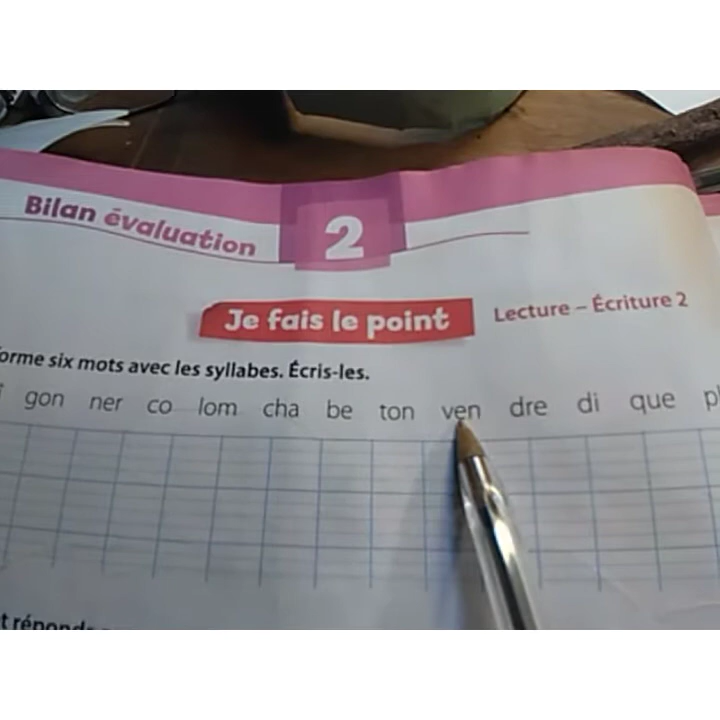 Bilan évaluation 2
Je fais le point
Lecture – Écriture 2
six mots avec les syllabes. Écris-les.
gon ner co lom cha be ton ven dre di que